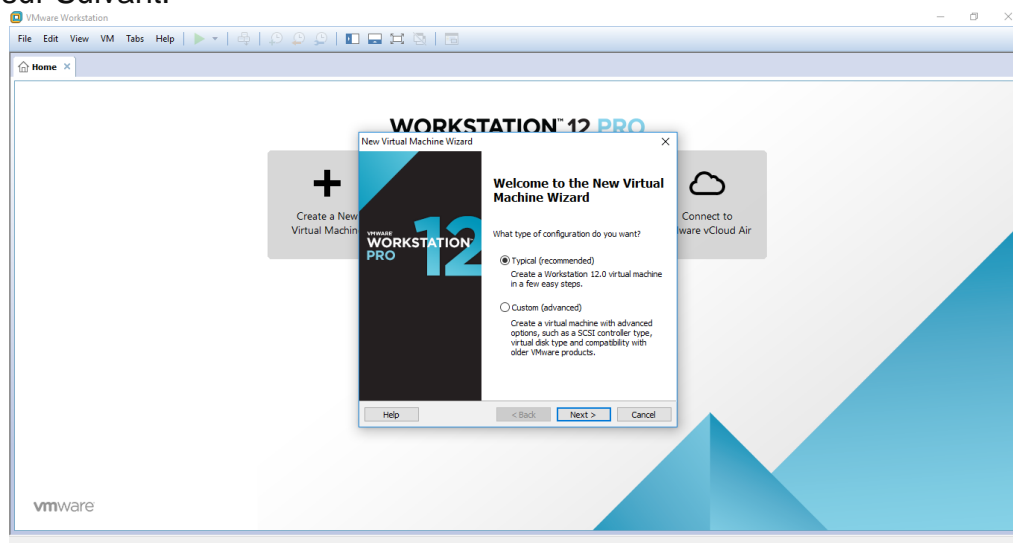 sur Suivant.
VMware Workstation
File Edit View VM Tabs Help
Home
WORKSTATION™ 12 PRO
New Virtual Machine Wizard
Create a New
Virtual Machin
VMWARE
WORKSTATION
PRO 12
Welcome to the New Virtual
Machine Wizard
What type of configuration do you want?
Typical (recommended)
Create a Workstation 12.0 virtual machine
in a few easy steps.
Custom (advanced)
Create a virtual machine with advanced
options, such as a SCSI controller type,
virtual disk type and compatibility with
older VMware products.
Help < Back Next > Cancel
Connect to
ware vCloud Air
vmware